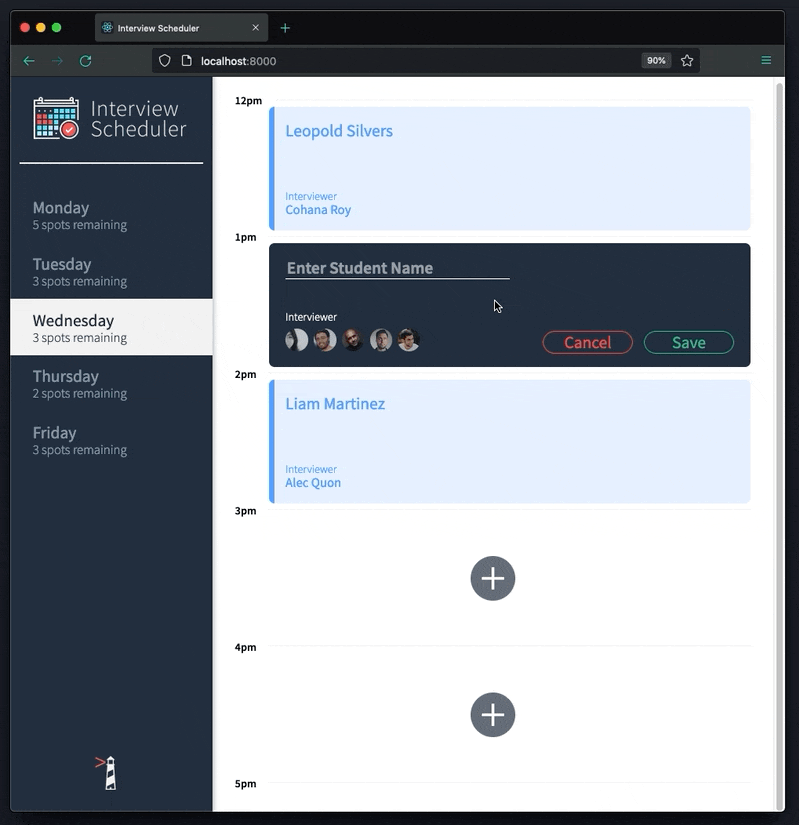 Interview Scheduler
localhost:8000
90%
Interview
Scheduler
Monday
5 spots remaining
Tuesday
3 spots remaining
Wednesday
3 spots remaining
Thursday
2 spots remaining
Friday
3 spots remaining
12pm
Leopold Silvers
Interviewer
Cohana Roy
1pm
Enter Student Name
Interviewer
Cancel
Save
2pm
Liam Martinez
Interviewer
Alec Quon
3pm
4pm
5pm